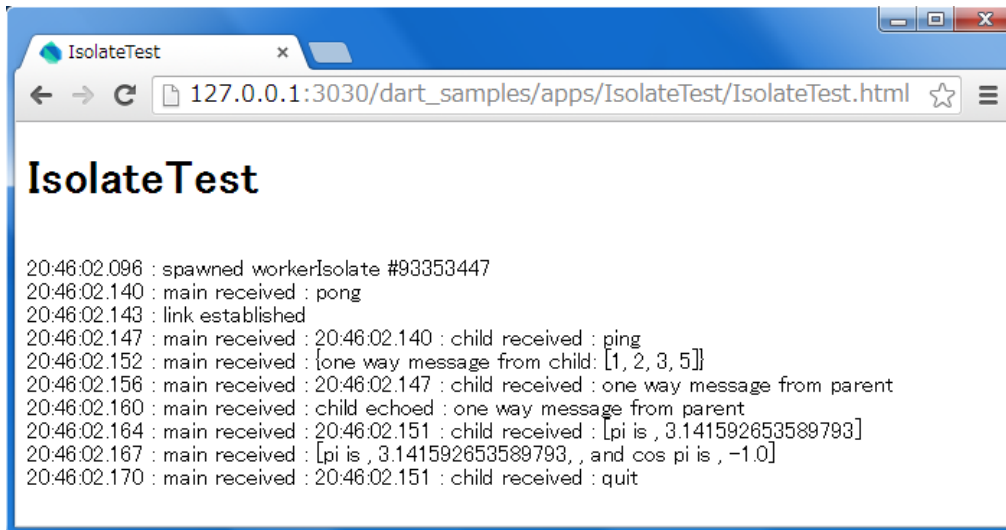 IsolateTest
127.0.0.1:3030/dart_samples/apps/IsolateTest/IsolateTest.html
IsolateTest
20:46:02.096 : spawned workerIsolate #93353447
20:46:02.140 : main received : pong
20:46:02.143 : link established
20:46:02.147 : main received : 20:46:02.140 : child received : ping
20:46:02.152 : main received : {one way message from child: [1, 2, 3, 5]}
20:46:02.156 : main received : 20:46:02.147 : child received : one way message from parent
20:46:02.160 : main received : child echoed : one way message from parent
20:46:02.164 : main received : 20:46:02.151 : child received : [pi is , 3.141592653589793]
20:46:02.167 : main received : [pi is , 3.141592653589793, , and cos pi is , -1.0]
20:46:02.170 : main received : 20:46:02.151 : child received : quit